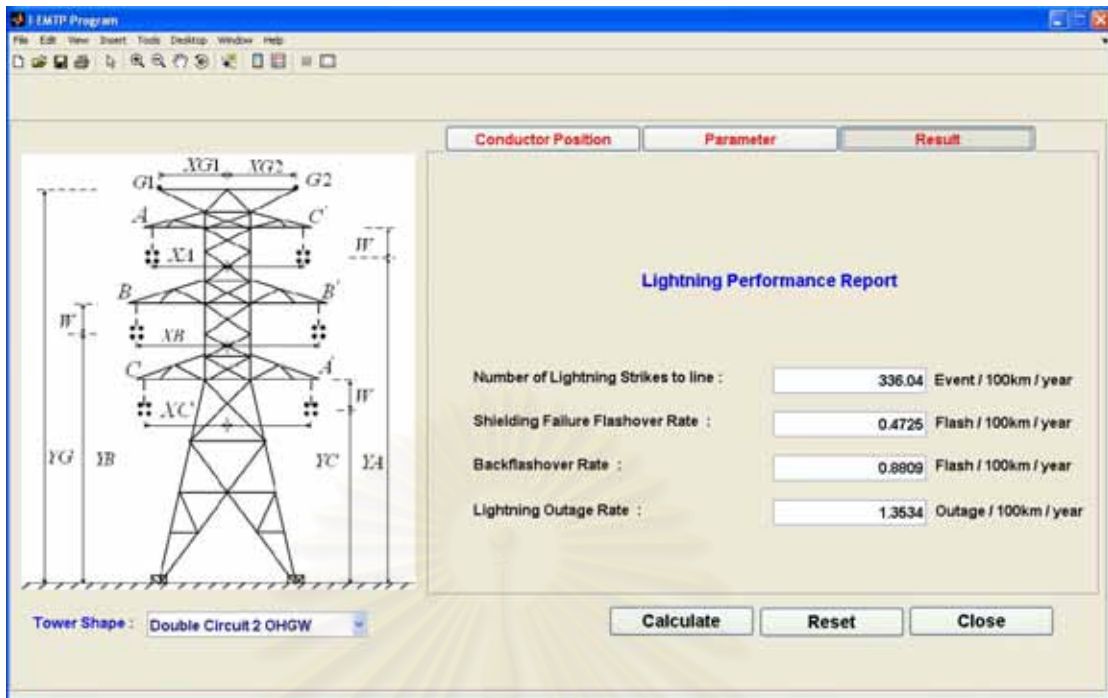 I-EMTP Program
File Edit View Insert Tools Desktop Window Help
Conductor Position Parameter Result
XG1 XG2
G1 G2
A C'
XA W
B B'
W XB
C A'
XC W
YG YB YC YA
Lightning Performance Report
Number of Lightning Strikes to line : 336.04 Event / 100km / year
Shielding Failure Flashover Rate : 0.4725 Flash / 100km / year
Backflashover Rate : 0.8809 Flash / 100km / year
Lightning Outage Rate : 1.3534 Outage / 100km / year
Tower Shape : Double Circuit 2 OHGW
Calculate Reset Close